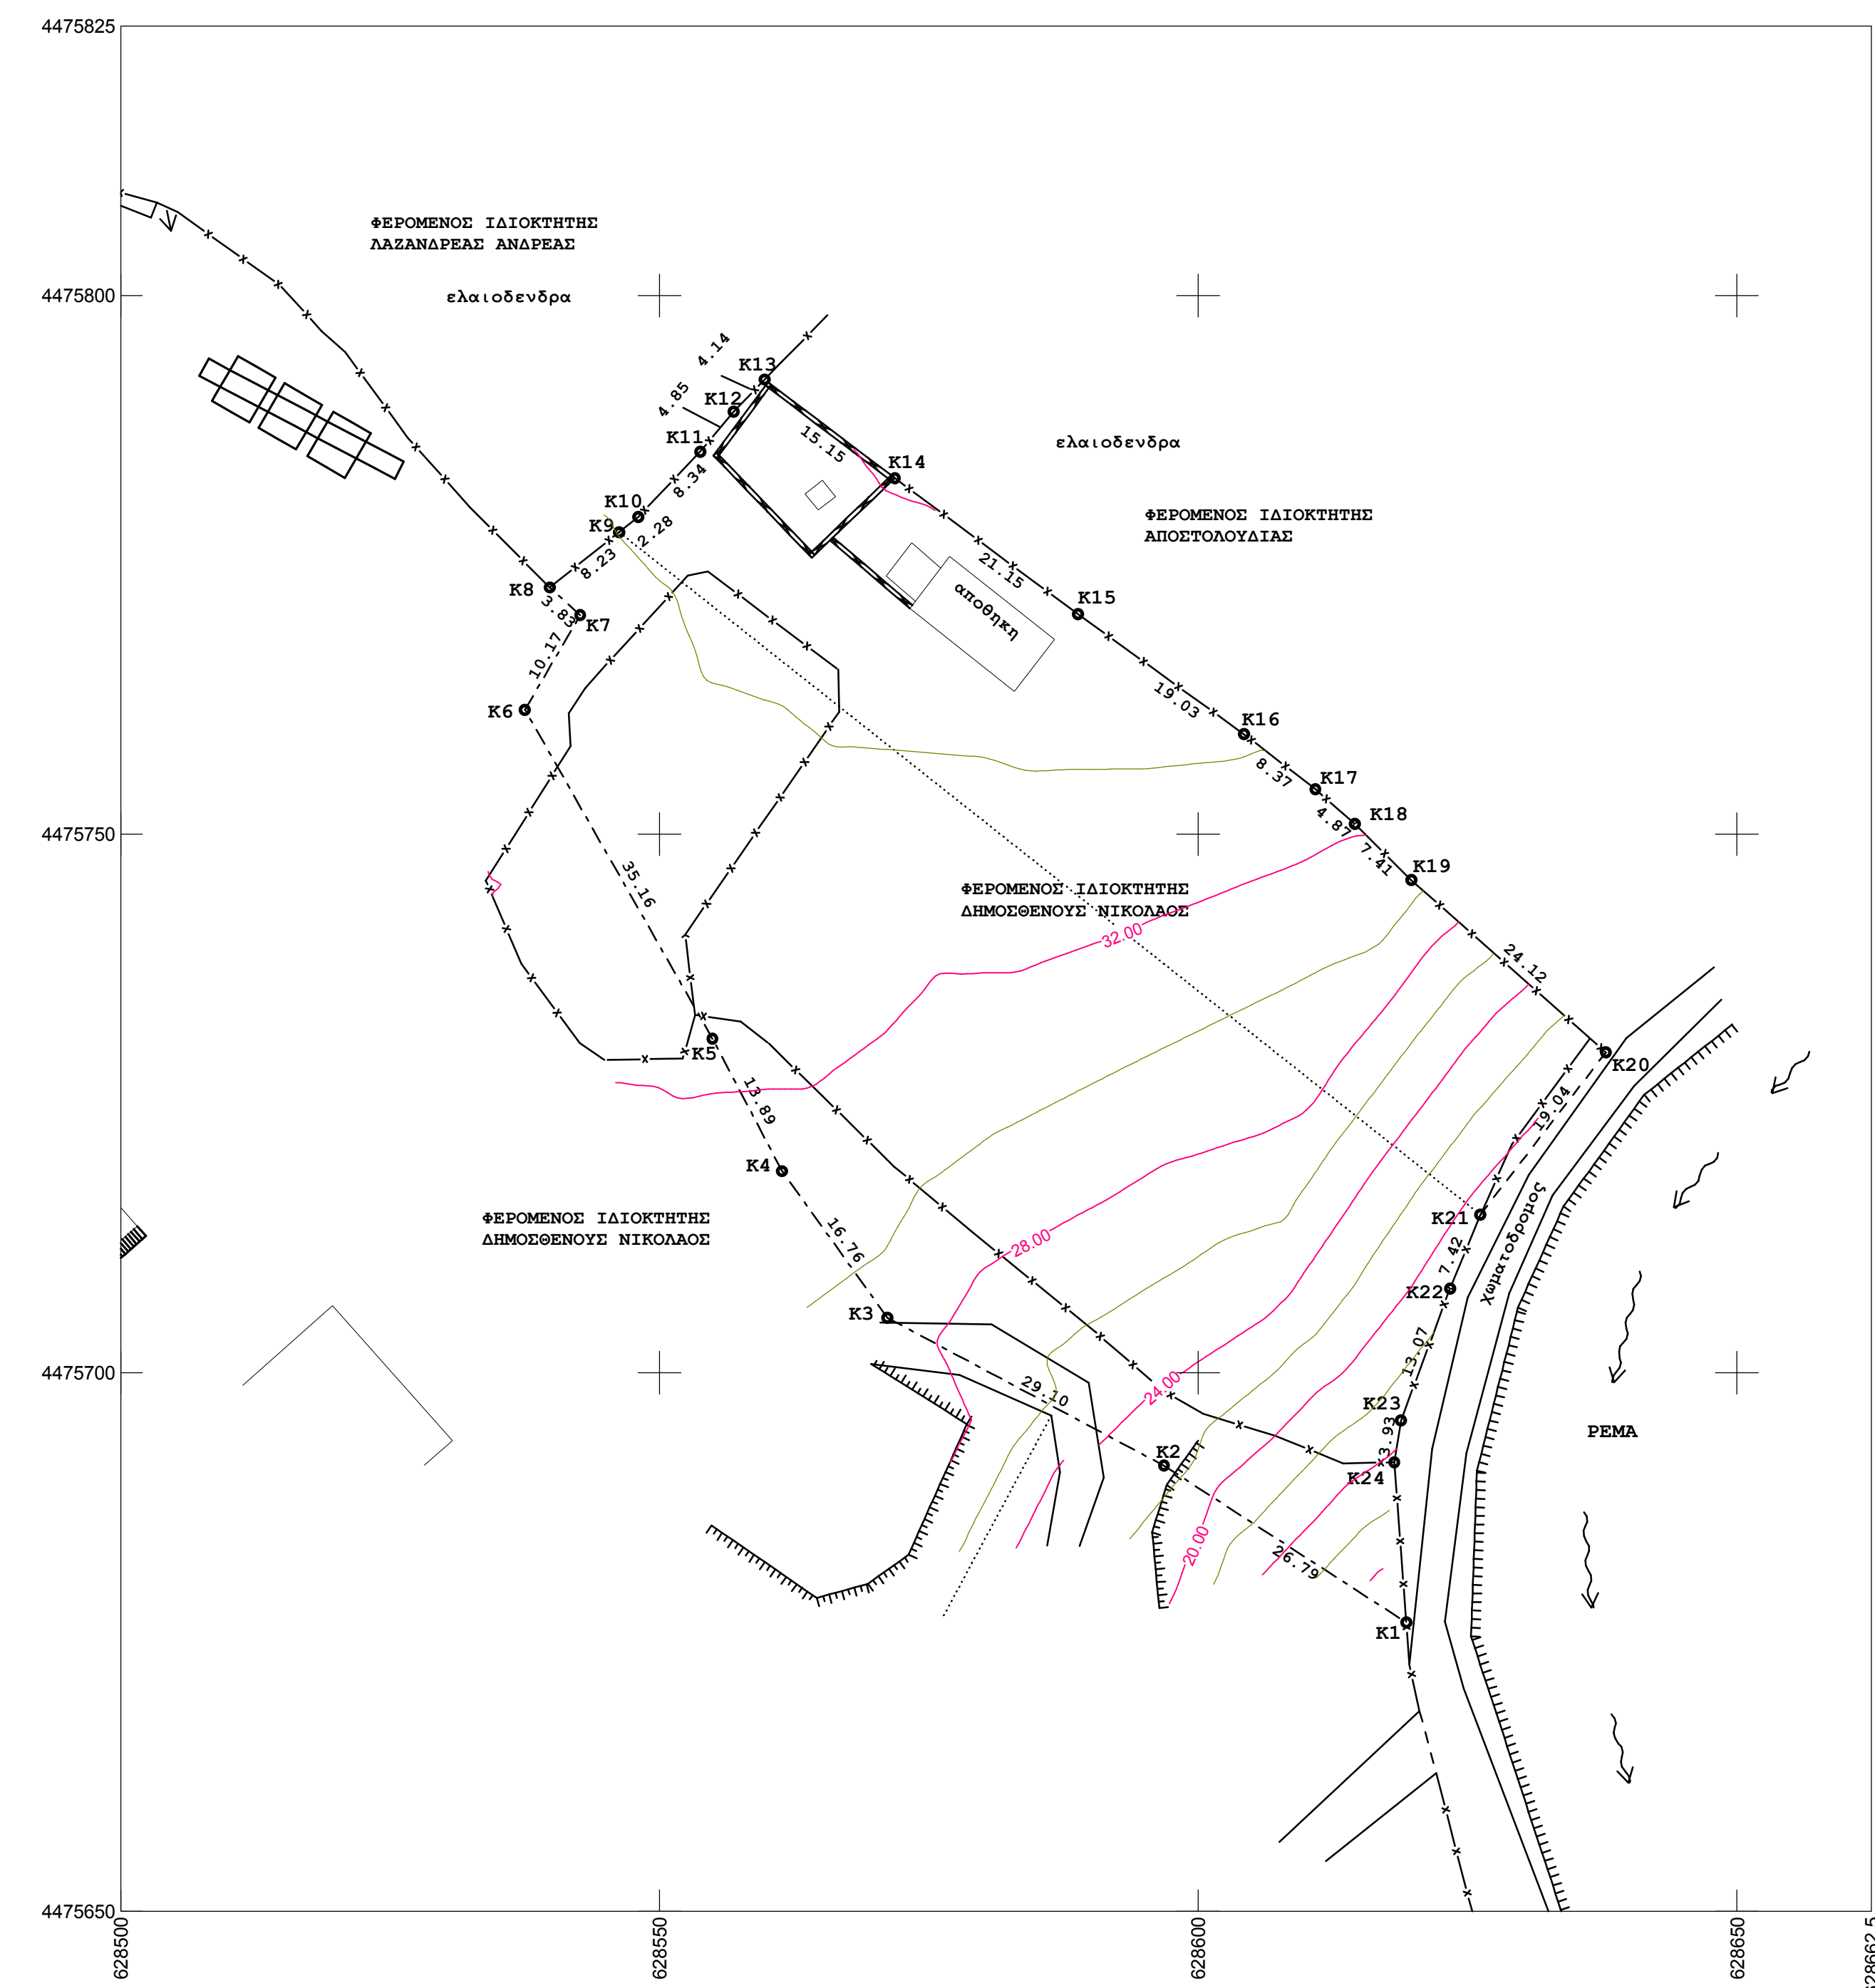 4475825
ΦΕΡΟΜΕΝΟΣ ΙΔΙΟΚΤΗΤΗΣ
ΛΑΖΑΝΔΡΕΑΣ ΑΝΔΡΕΑΣ
4475800
ελαιοδενδρα
4.14
K13
4.85
K12
K11
15.15
ελαιοδενδρα
K14
8.34
K10
K9
2.28
ΦΕΡΟΜΕΝΟΣ ΙΔΙΟΚΤΗΤΗΣ
ΑΠΟΣΤΟΛΟΥΔΙΑΣ
8.23
21.15
K8
3.83
K7
αποθηκη
K15
10.17
K6
19.03
K16
8.37
K17
4475750
4.87
K18
7.41
K19
35.16
ΦΕΡΟΜΕΝΟΣ ΙΔΙΟΚΤΗΤΗΣ
ΔΗΜΟΣΘΕΝΟΥΣ ΝΙΚΟΛΑΟΣ
32.00
24.12
K5
K20
13.89
19.04
K4
ΦΕΡΟΜΕΝΟΣ ΙΔΙΟΚΤΗΤΗΣ
ΔΗΜΟΣΘΕΝΟΥΣ ΝΙΚΟΛΑΟΣ
16.76
28.00
K21
χωματοδρομος
7.42
K22
K3
13.07
4475700
29.10
24.00
K23
3.93
ΡΕΜΑ
K2
K24
20.00
26.79
K1
4475650
628500
628550
628600
628650
628662.5